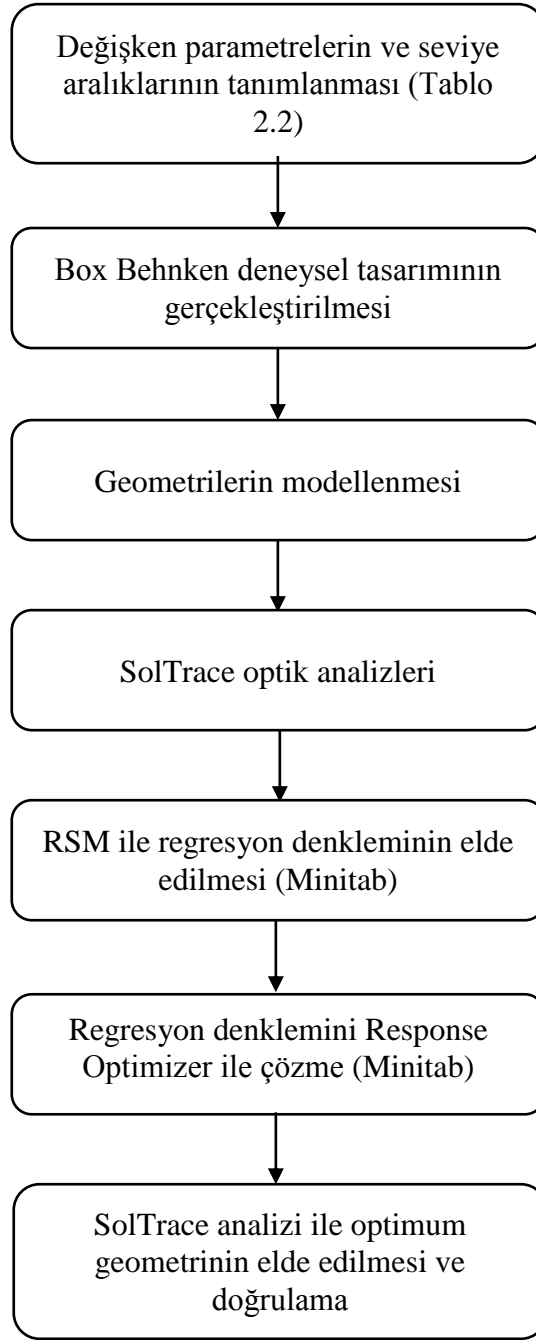 Değişken parametrelerin ve seviye
aralıklarının tanımlanması (Tablo
2.2)
Box Behnken deneysel tasarımının
gerçekleştirilmesi
Geometrilerin modellenmesi
SolTrace optik analizleri
RSM ile regresyon denkleminin elde
edilmesi (Minitab)
Regresyon denklemini Response
Optimizer ile çözme (Minitab)
SolTrace analizi ile optimum
geometrinin elde edilmesi ve
doğrulama